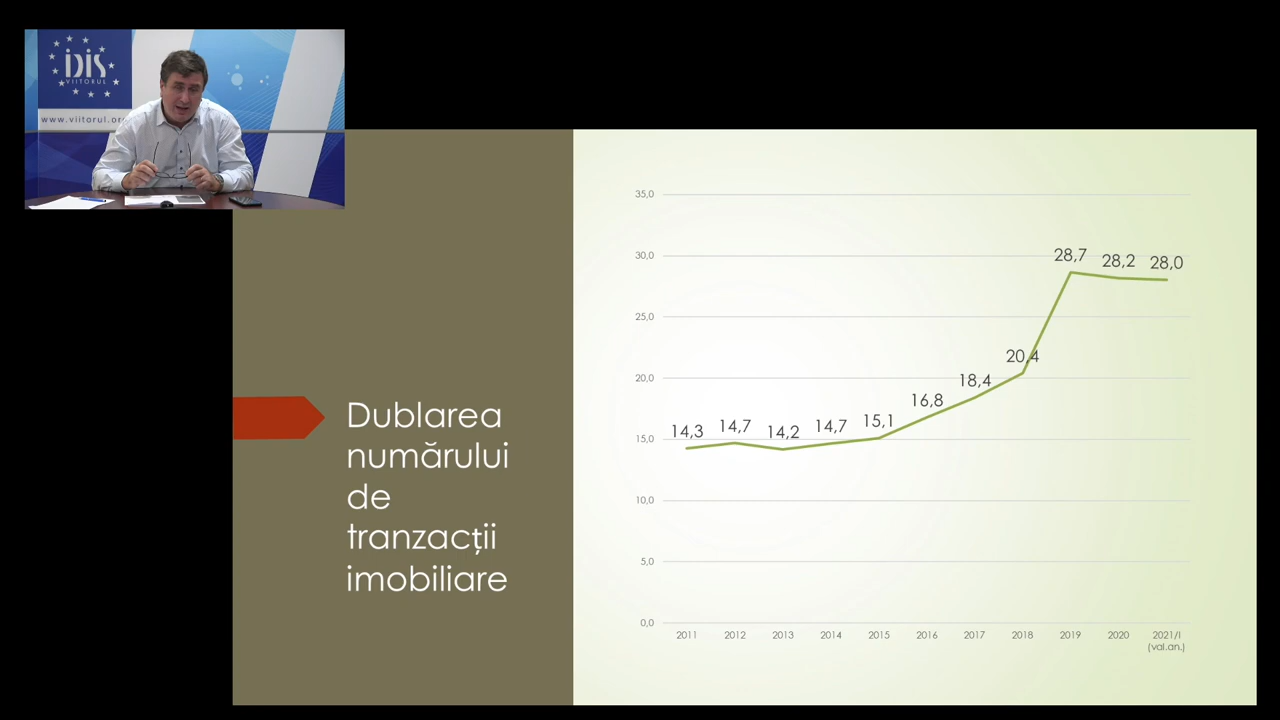 IDIS
VIITORUL
www.viitorul.org
Dublarea
numărului
de
tranzacții
imobiliare
35,0
30,0
25,0
20,0
15,0
10,0
5,0
0,0
14,3
14,7
14,2
14,7
15,1
16,8
18,4
20,4
28,7
28,2
28,0
2011
2012
2013
2014
2015
2016
2017
2018
2019
2020
2021/I
(val.an.)